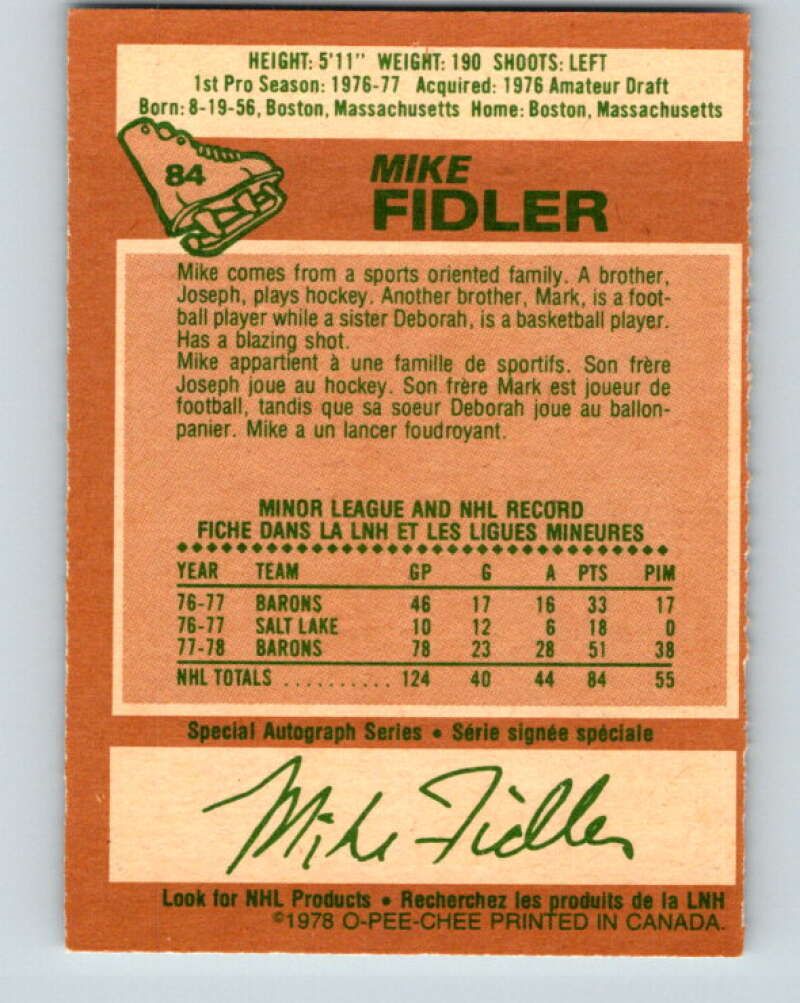 HEIGHT: 5'11" WEIGHT: 190 SHOOTS: LEFT
1st Pro Season: 1976-77 Acquired: 1976 Amateur Draft
Born: 8-19-56, Boston, Massachusetts Home: Boston, Massachusetts
84
MIKE
FIDLER
Mike comes from a sports oriented family. A brother,
Joseph, plays hockey. Another brother, Mark, is a foot-
ball player while a sister Deborah, is a basketball player.
Has a blazing shot.
Mike appartient à une famille de sportifs. Son frère
Joseph joue au hockey. Son frère Mark est joueur de
football, tandis que sa soeur Deborah joue au ballon-
panier. Mike a un lancer foudroyant.
MINOR LEAGUE AND NHL RECORD
FICHE DANS LA LNH ET LES LIGUES MINEURES
YEAR TEAM GP G A PTS PIM
76-77 BARONS 46 17 16 33 17
76-77 SALT LAKE 10 12 6 18 0
77-78 BARONS 78 23 28 51 38
NHL TOTALS .......... 124 40 44 84 55
Special Autograph Series • Série signée spéciale
Mike Fidler
Look for NHL Products • Recherchez les produits de la LNH
©1978 O-PEE-CHEE PRINTED IN CANADA.